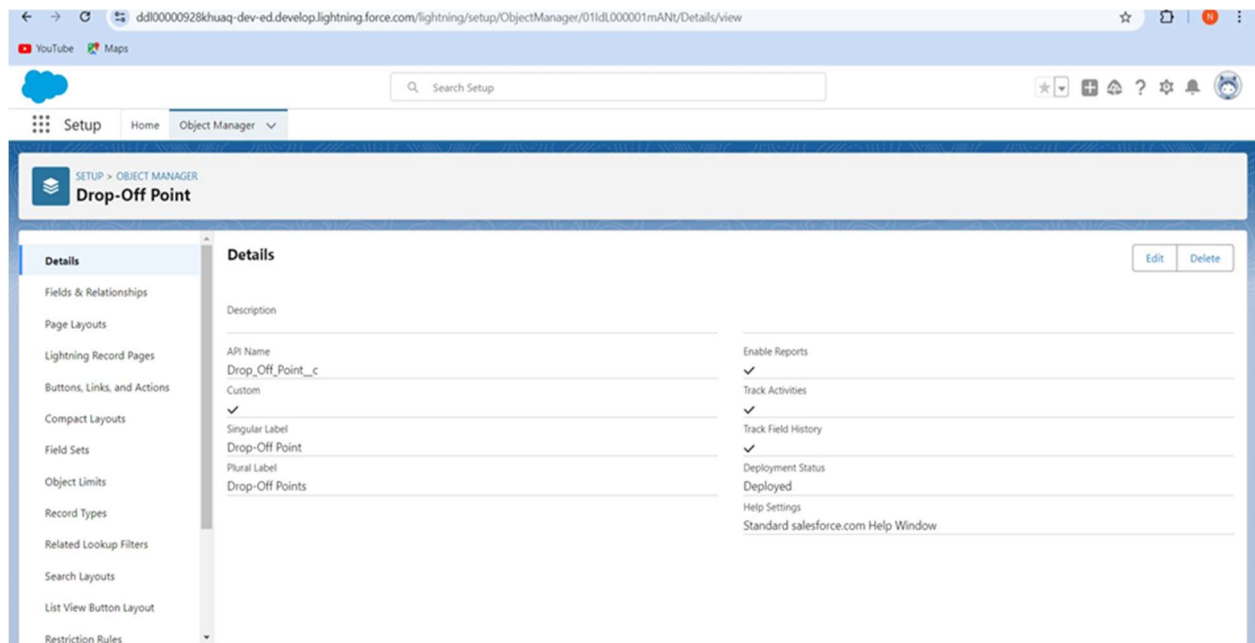 ddl00000928khuaq-dev-ed.develop.lightning.force.com/lightning/setup/ObjectManager/01IdL000001mANt/Details/view
N
YouTube Maps
Search Setup
Setup Home Object Manager
SETUP > OBJECT MANAGER
Drop-Off Point
Details
Fields & Relationships
Page Layouts
Lightning Record Pages
Buttons, Links, and Actions
Compact Layouts
Field Sets
Object Limits
Record Types
Related Lookup Filters
Search Layouts
List View Button Layout
Restriction Rules
Details
Edit Delete
Description
API Name
Drop_Off_Point__c
Custom
Singular Label
Drop-Off Point
Plural Label
Drop-Off Points
Enable Reports
Track Activities
Track Field History
Deployment Status
Deployed
Help Settings
Standard salesforce.com Help Window